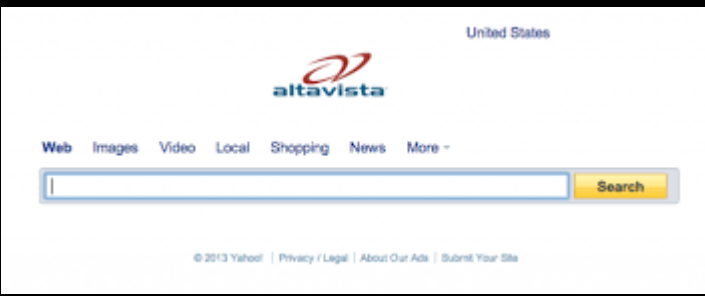 United States
altavista
Web Images Video Local Shopping News More
Search
© 2013 Yahoo! | Privacy / Legal | About Our Ads | Submit Your Site